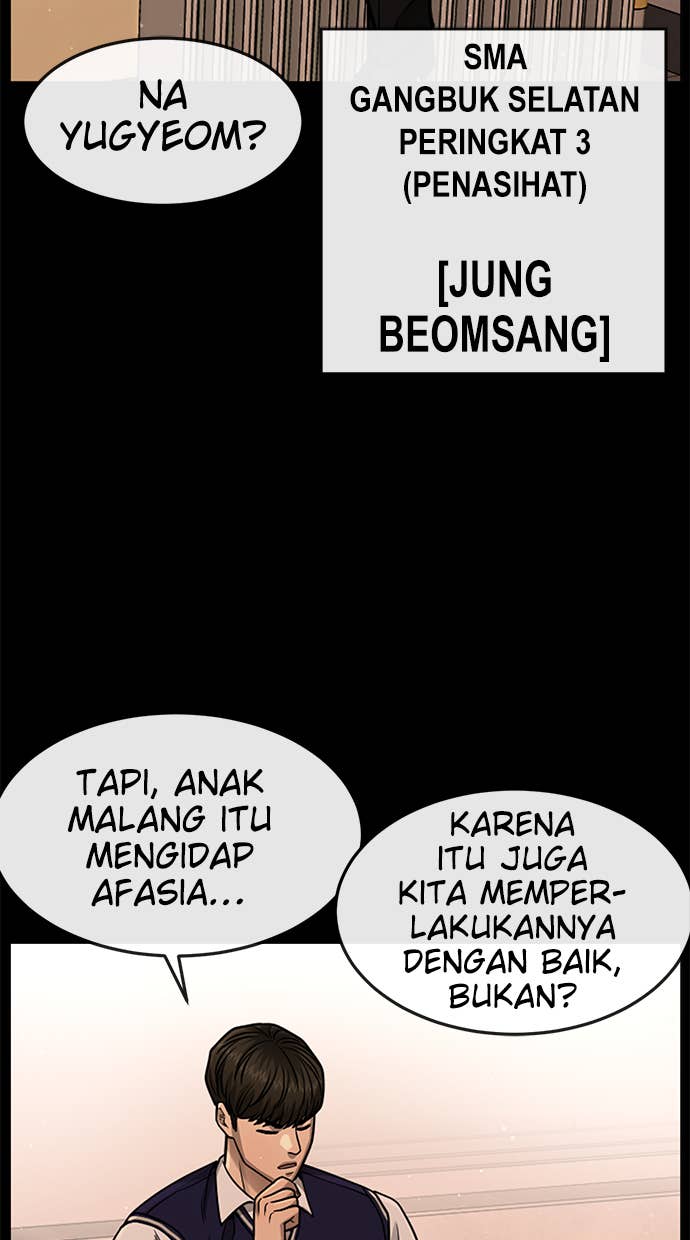 NA
YUGYEOM?
SMA
GANGBUK SELATAN
PERINGKAT 3
(PENASIHAT)
[JUNG
BEOMSANG]
TAPI, ANAK
MALANG ITU
MENGIDAP
AFASIA...
KARENA
ITU JUGA
KITA MEMPER-
LAKUKANNYA
DENGAN BAIK,
BUKAN?